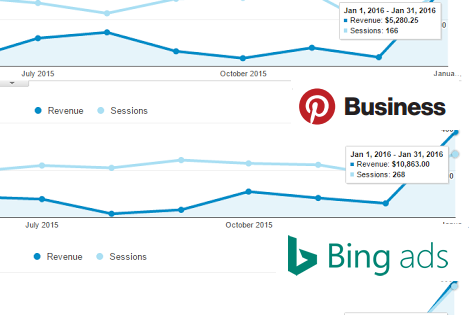 Jan 1, 2016 - Jan 31, 2016
Revenue: $5,280.25
Sessions: 166
July 2015
October 2015
Janua...
Revenue
Sessions
Business
Jan 1, 2016 - Jan 31, 2016
Revenue: $10,863.00
Sessions: 268
July 2015
October 2015
Revenue
Sessions
Bing ads